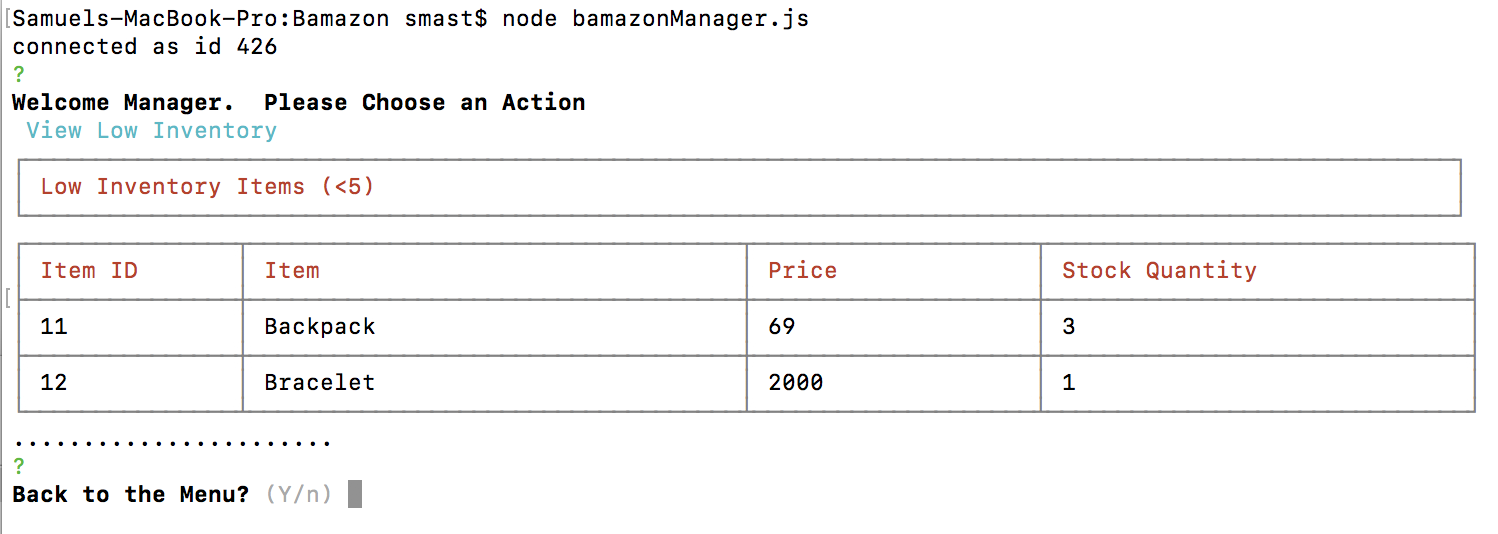 [Samuels-MacBook-Pro:Bamazon smast$ node bamazonManager.js
connected as id 426
?
Welcome Manager.  Please Choose an Action
 View Low Inventory
Low Inventory Items (<5)
Item ID Item Price Stock Quantity
[
11 Backpack 69 3
12 Bracelet 2000 1
.......................
?
Back to the Menu? (Y/n)